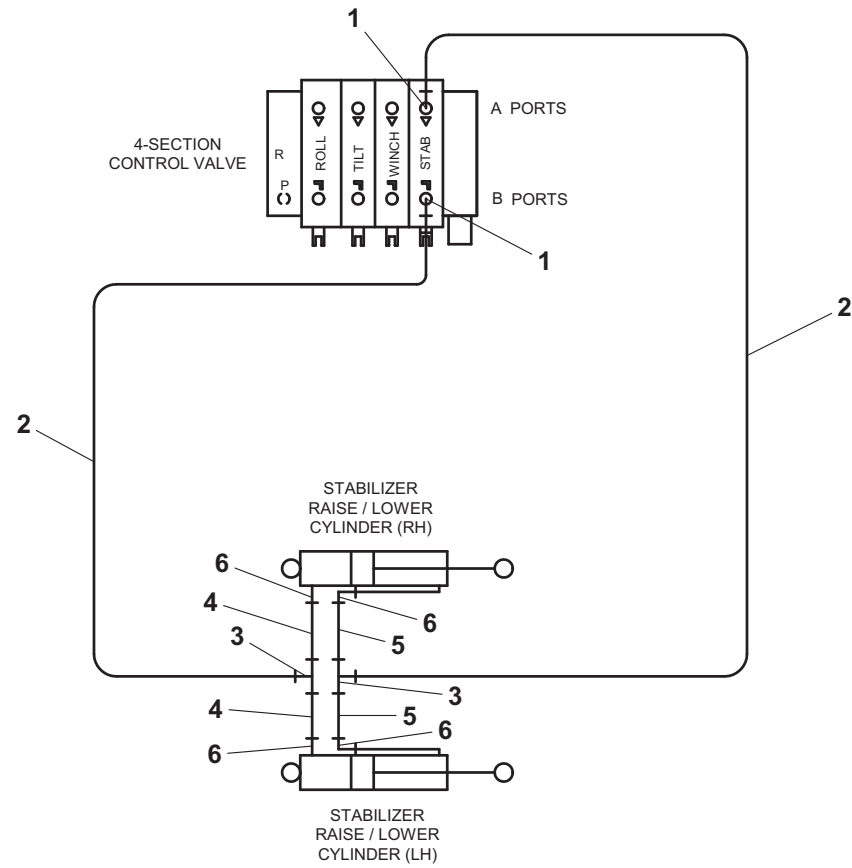 1
A PORTS
4-SECTION
CONTROL VALVE
R
P
ROLL
TILT
WINCH
STAB
B PORTS
1
2
2
STABILIZER
RAISE / LOWER
CYLINDER (RH)
6
4
6
3
5
3
4
5
6
6
STABILIZER
RAISE / LOWER
CYLINDER (LH)